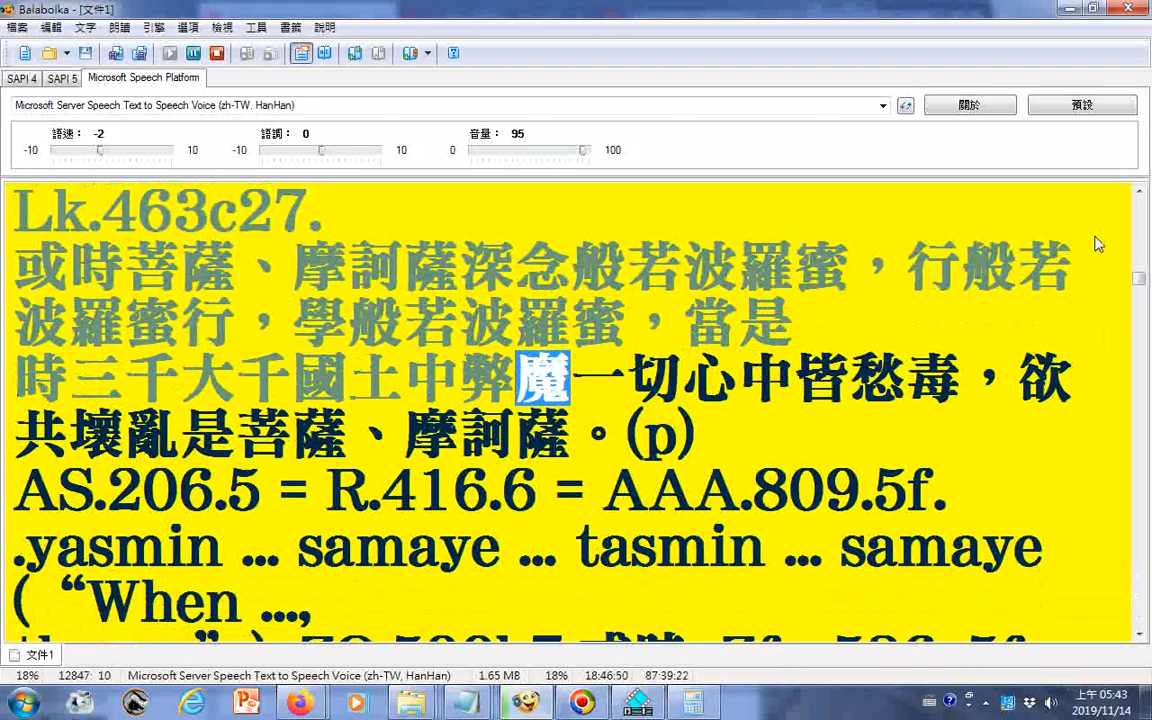 Balabolka - [文件1]
檔案 編輯 文字 朗讀 引擎 選項 檢視 工具 書籤 說明
SAPI 4 SAPI 5 Microsoft Speech Platform
Microsoft Server Speech Text to Speech Voice (zh-TW, HanHan) 關於 預設
語速： -2 語調： 0 音量： 95
-10 10 -10 10 0 100
Lk.463c27.
或時菩薩、摩訶薩深念般若波羅蜜，行般若
波羅蜜行，學般若波羅蜜，當是
時三千大千國土中弊魔一切心中皆愁毒，欲
共壞亂是菩薩、摩訶薩。(p)
AS.206.5 = R.416.6 = AAA.809.5f.
.yasmin ... samaye ... tasmin ... samaye
(“When ...,
文件1
18% 12847: 10 Microsoft Server Speech Text to Speech Voice (zh-TW, HanHan) 1.65 MB 18% 18:46:50 87:39:22
上午 05:43
2019/11/14